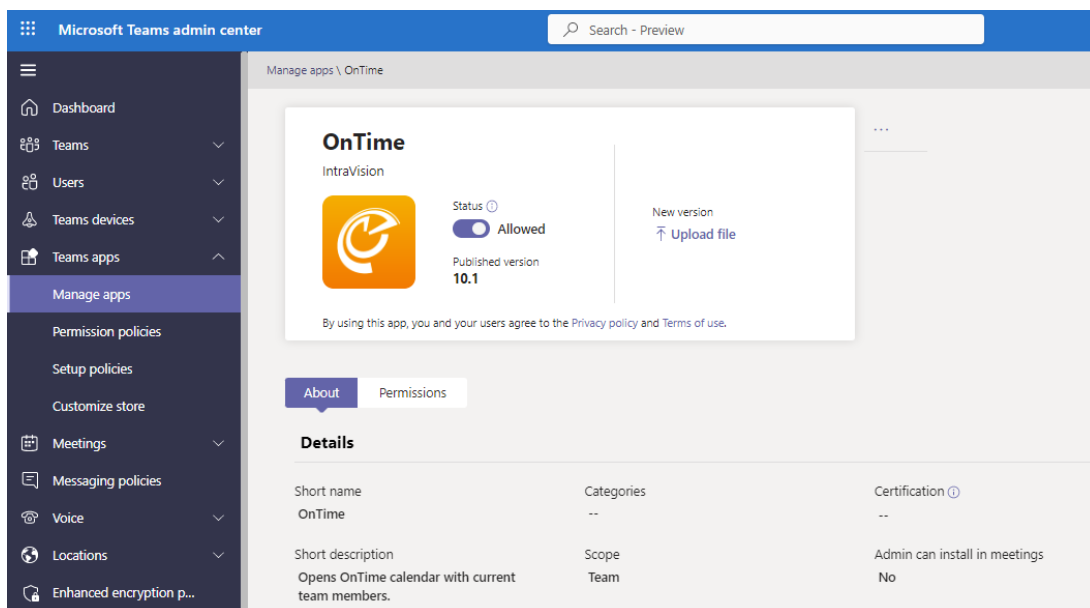 Microsoft Teams admin center
Search - Preview
Manage apps \ OnTime
Dashboard
Teams
Users
Teams devices
Teams apps
Manage apps
Permission policies
Setup policies
Customize store
Meetings
Messaging policies
Voice
Locations
Enhanced encryption p...
OnTime
IntraVision
Status
Allowed
Published version
10.1
New version
Upload file
...
By using this app, you and your users agree to the Privacy policy and Terms of use.
About
Permissions
Details
Short name
OnTime
Categories
--
Certification
--
Short description
Opens OnTime calendar with current
team members.
Scope
Team
Admin can install in meetings
No